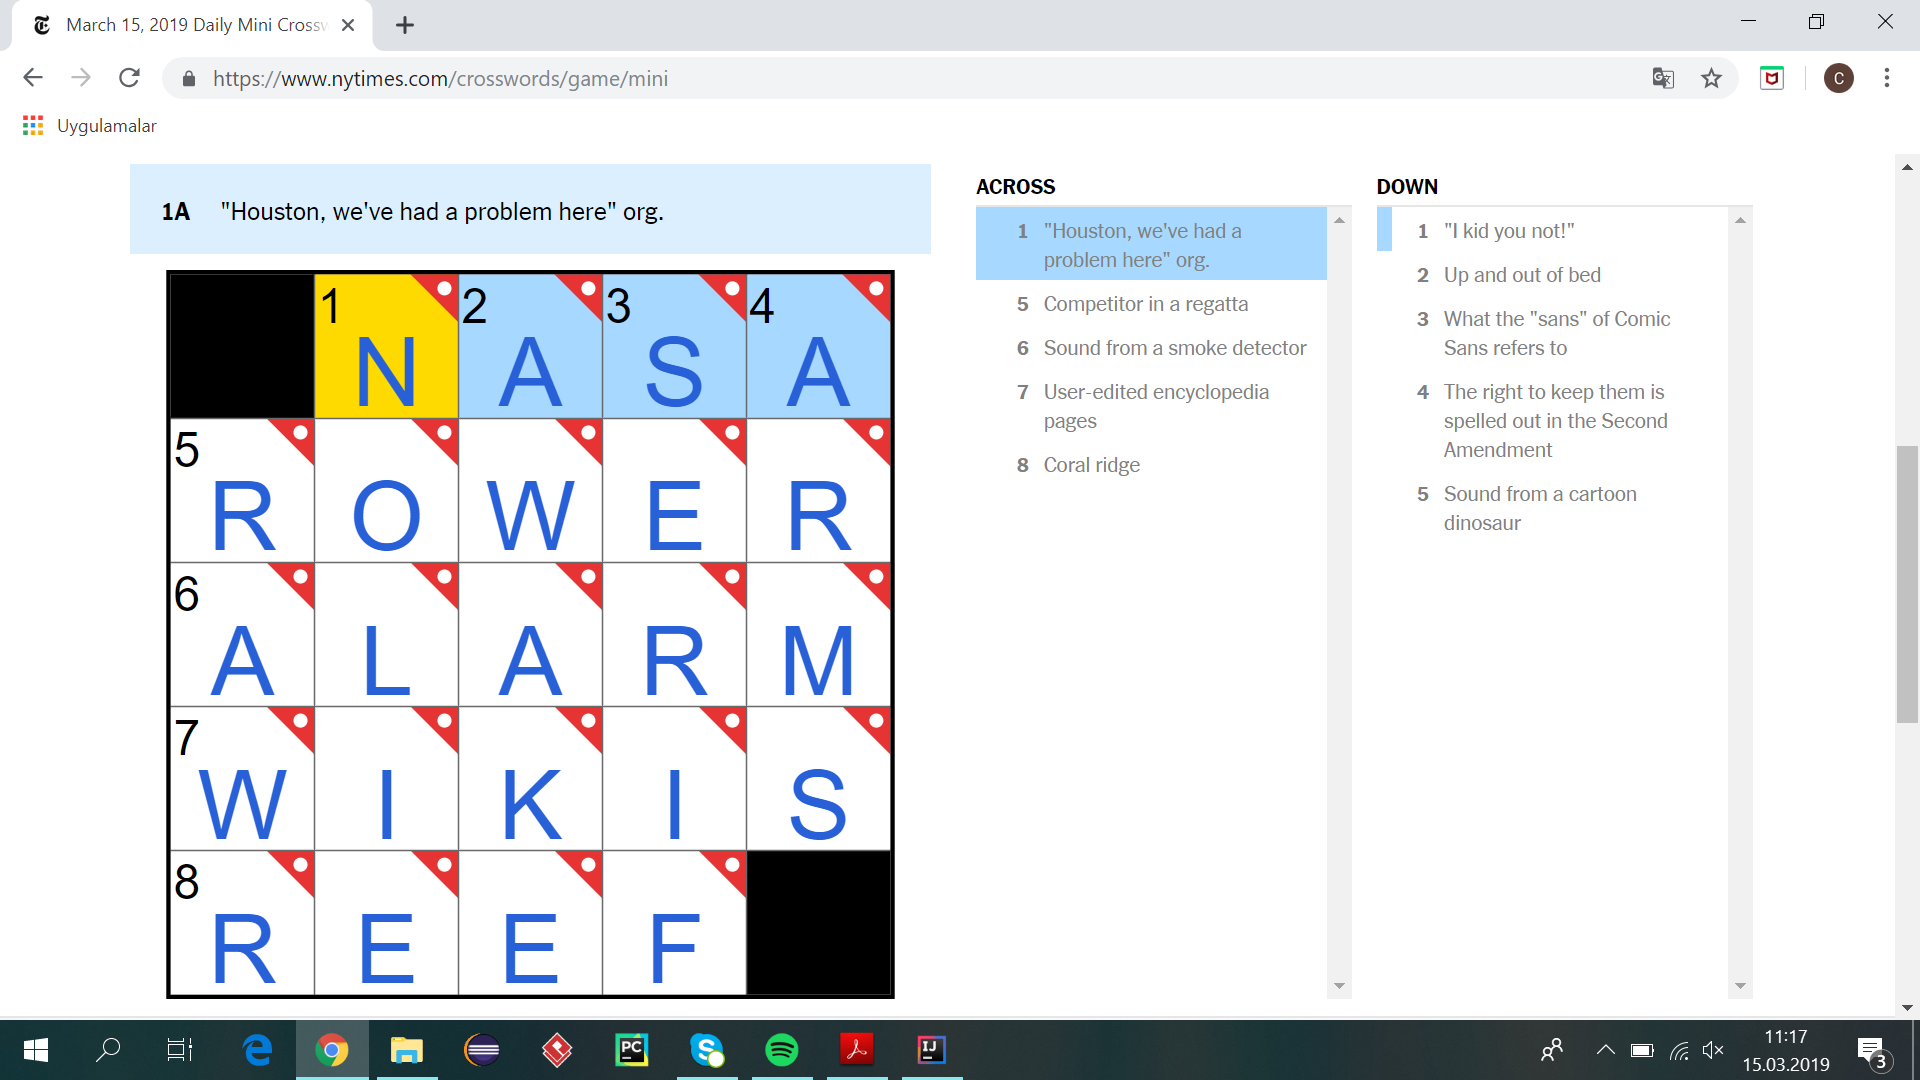 March 15, 2019 Daily Mini Crossw
https://www.nytimes.com/crosswords/game/mini
C
Uygulamalar
1A "Houston, we've had a problem here" org.
1 2 3 4
N A S A
5
R O W E R
6
A L A R M
7
W I K I S
8
R E E F
ACROSS
1 "Houston, we've had a
problem here" org.
5 Competitor in a regatta
6 Sound from a smoke detector
7 User-edited encyclopedia
pages
8 Coral ridge
DOWN
1 "I kid you not!"
2 Up and out of bed
3 What the "sans" of Comic
Sans refers to
4 The right to keep them is
spelled out in the Second
Amendment
5 Sound from a cartoon
dinosaur
PC
S
IJ
11:17
15.03.2019
3